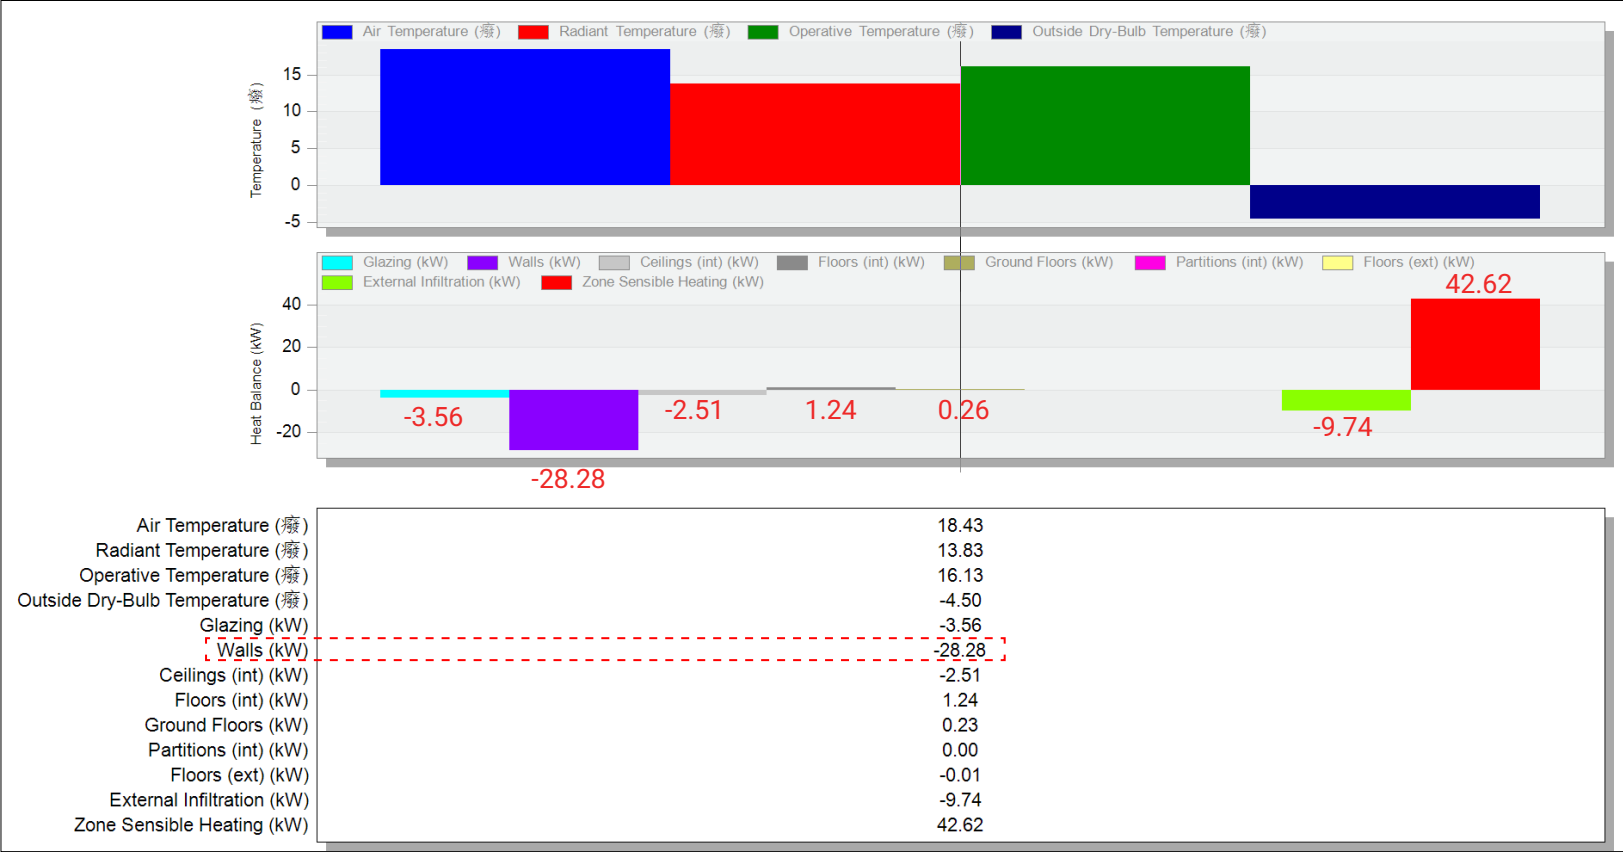 Air Temperature (癈) Radiant Temperature (癈) Operative Temperature (癈) Outside Dry-Bulb Temperature (癈)
Temperature (癈)
15
10
5
0
-5
Glazing (kW) Walls (kW) Ceilings (int) (kW) Floors (int) (kW) Ground Floors (kW) Partitions (int) (kW) Floors (ext) (kW)
External Infiltration (kW) Zone Sensible Heating (kW)
Heat Balance (kW)
40
20
0
-20
42.62
-3.56
-28.28
-2.51
1.24
0.26
-9.74
Air Temperature (癈) 18.43
Radiant Temperature (癈) 13.83
Operative Temperature (癈) 16.13
Outside Dry-Bulb Temperature (癈) -4.50
Glazing (kW) -3.56
Walls (kW) -28.28
Ceilings (int) (kW) -2.51
Floors (int) (kW) 1.24
Ground Floors (kW) 0.23
Partitions (int) (kW) 0.00
Floors (ext) (kW) -0.01
External Infiltration (kW) -9.74
Zone Sensible Heating (kW) 42.62